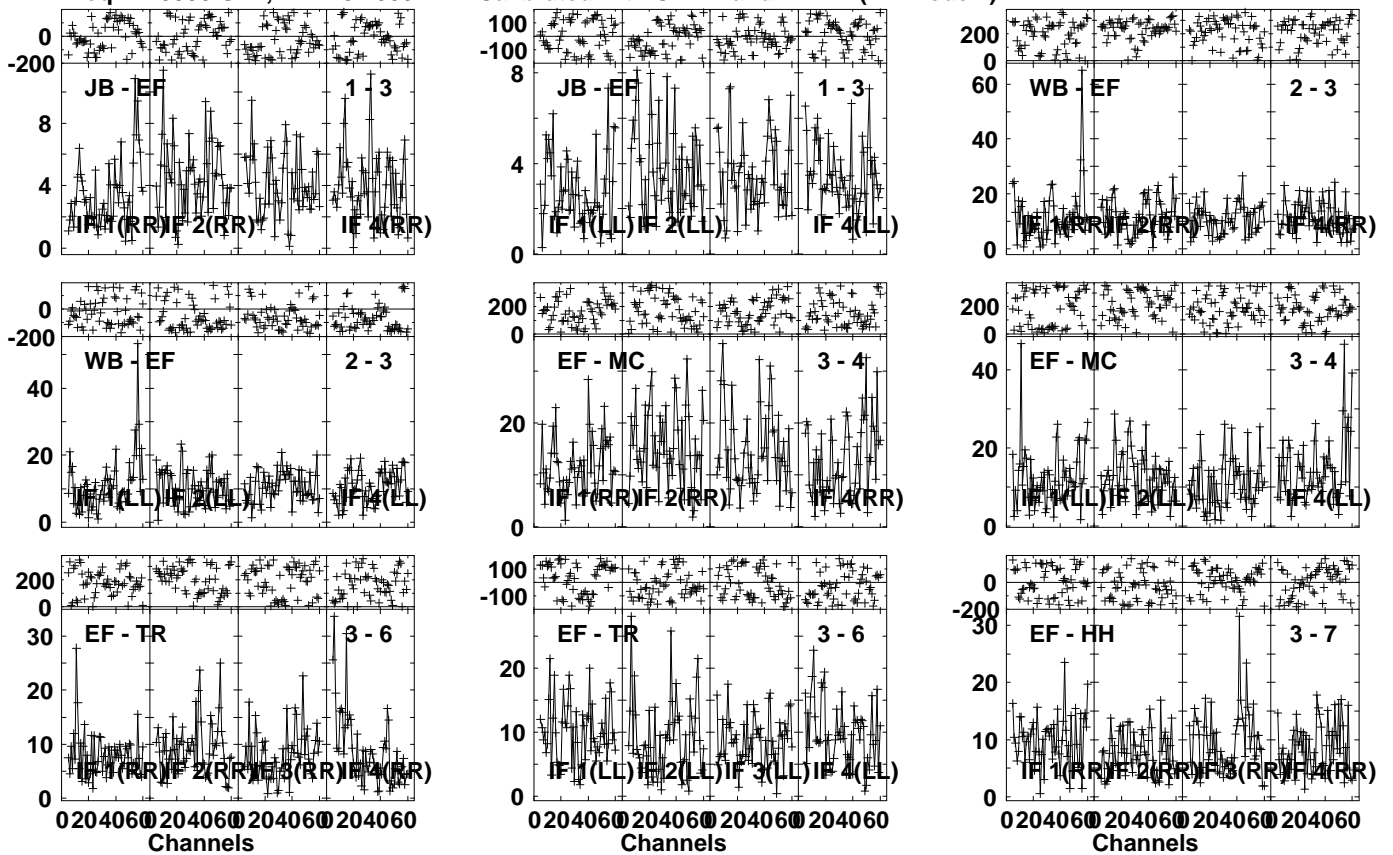 100
0
-100
200
0
0
-200
JB - EF
1 - 3
8
4
0
IF 1(RR)
IF 2(RR)
IF 4(RR)
JB - EF
1 - 3
8
4
0
IF 1(LL)
IF 2(LL)
IF 4(LL)
WB - EF
2 - 3
60
40
20
0
IF 1(RR)
IF 2(RR)
IF 4(RR)
0
-200
WB - EF
2 - 3
40
20
0
IF 1(LL)
IF 2(LL)
IF 4(LL)
200
0
EF - MC
3 - 4
20
0
IF 1(RR)
IF 2(RR)
IF 4(RR)
200
0
EF - MC
3 - 4
40
20
0
IF 1(LL)
IF 2(LL)
IF 4(LL)
200
0
EF - TR
3 - 6
30
20
10
0
IF 1(RR)
IF 2(RR)
IF 3(RR)
IF 4(RR)
0204060 0204060 0204060 0204060
Channels
100
-100
EF - TR
3 - 6
20
10
0
IF 1(LL)
IF 2(LL)
IF 3(LL)
IF 4(LL)
0204060 0204060 0204060 0204060
Channels
0
-200
EF - HH
3 - 7
30
20
10
0
IF 1(RR)
IF 2(RR)
IF 3(RR)
IF 4(RR)
0204060 0204060 0204060 0204060
Channels